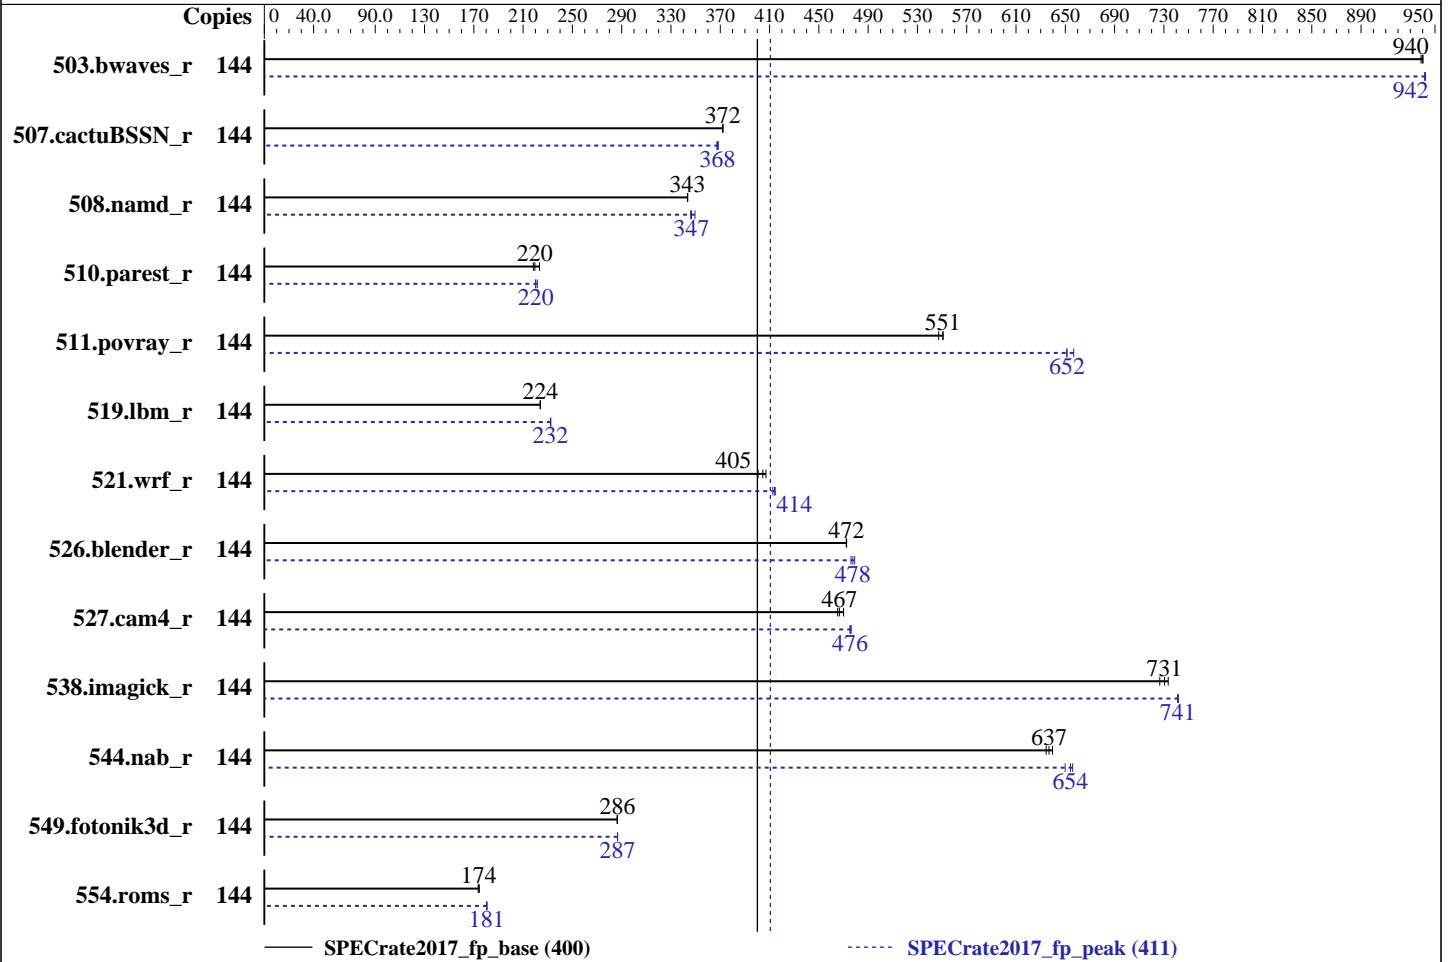 Copies 0 40.0 90.0 130 170 210 250 290 330 370 410 450 490 530 570 610 650 690 730 770 810 850 890 950
940
503.bwaves_r 144
942
372
507.cactuBSSN_r 144
368
343
508.namd_r 144
347
220
510.parest_r 144
220
551
511.povray_r 144
652
224
519.lbm_r 144
232
405
521.wrf_r 144
414
472
526.blender_r 144
478
467
527.cam4_r 144
476
731
538.imagick_r 144
741
637
544.nab_r 144
654
286
549.fotonik3d_r 144
287
174
554.roms_r 144
181
SPECrate2017_fp_base (400) SPECrate2017_fp_peak (411)